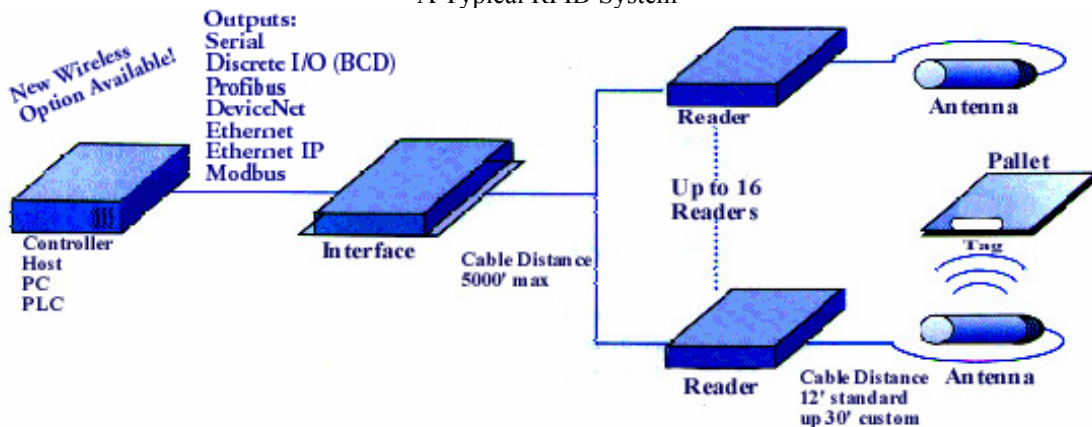 A Typical RFID System
New Wireless
Option Available!
Outputs:
Serial
Discrete I/O (BCD)
Profibus
DeviceNet
Ethernet
Ethernet IP
Modbus
Controller
Host
PC
PLC
Interface
Cable Distance
5000' max
Reader
Up to 16
Readers
Reader
Antenna
Pallet
Tag
Antenna
Cable Distance
12' standard
up 30' custom